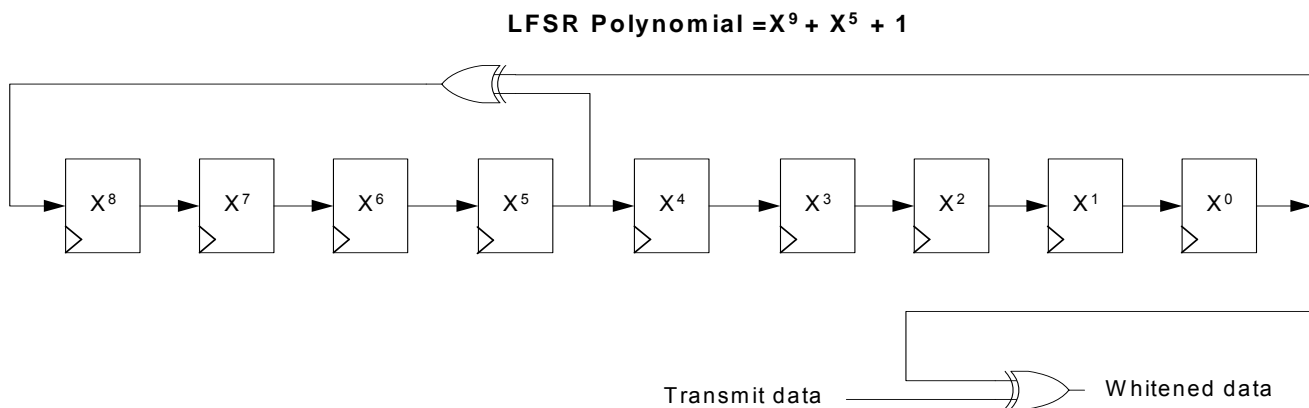 LFSR Polynomial =X⁹ + X⁵ + 1
X⁸ X⁷ X⁶ X⁵ X⁴ X³ X² X¹ X⁰
Transmit data
Whitened data